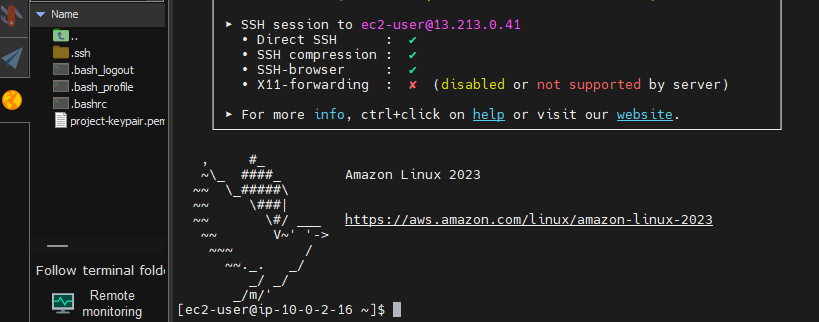 Name
..
.ssh
.bash_logout
.bash_profile
.bashrc
project-keypair.pem
Follow terminal folde
Remote
monitoring
➤ SSH session to ec2-user@13.213.0.41
• Direct SSH      :  ✔
• SSH compression :  ✔
• SSH-browser     :  ✔
• X11-forwarding  :  ✘  (disabled or not supported by server)
➤ For more info, ctrl+click on help or visit our website.
   ,     #_
   ~\_  ####_        Amazon Linux 2023
  ~~  \_#####\
  ~~     \###|
  ~~       \#/ ___   https://aws.amazon.com/linux/amazon-linux-2023
   ~~       V~' '->
    ~~~         /
      ~~._.   _/
         _/ _/
       _/m/'
[ec2-user@ip-10-0-2-16 ~]$